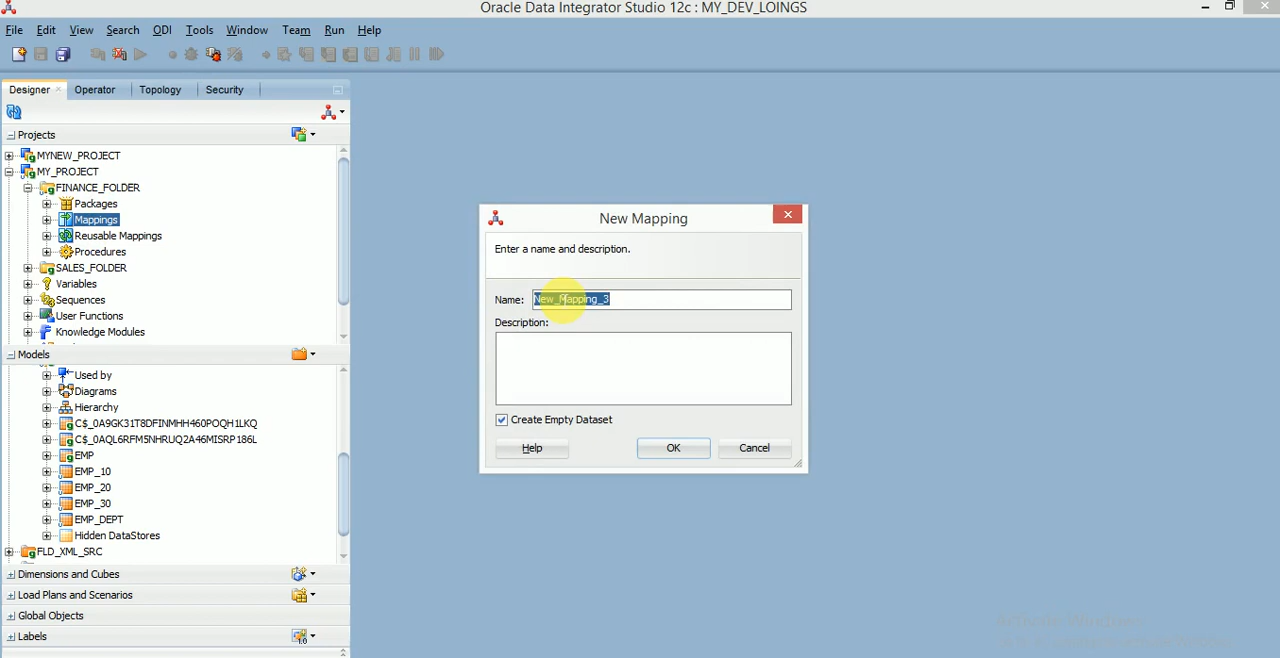 Oracle Data Integrator Studio 12c : MY_DEV_LOINGS
File Edit View Search ODI Tools Window Team Run Help
Designer Operator Topology Security
Projects
MYNEW_PROJECT
MY_PROJECT
FINANCE_FOLDER
Packages
Mappings
Reusable Mappings
Procedures
SALES_FOLDER
Variables
Sequences
User Functions
Knowledge Modules
Models
Used by
Diagrams
Hierarchy
C$_0A9GK31T8DFINMHH460POQH1LKQ
C$_0AQL6RFM5NHRUQ2A46MISRP186L
EMP
EMP_10
EMP_20
EMP_30
EMP_DEPT
Hidden DataStores
FLD_XML_SRC
Dimensions and Cubes
Load Plans and Scenarios
Global Objects
Labels
New Mapping
Enter a name and description.
Name: New_Mapping_3
Description:
Create Empty Dataset
Help OK Cancel